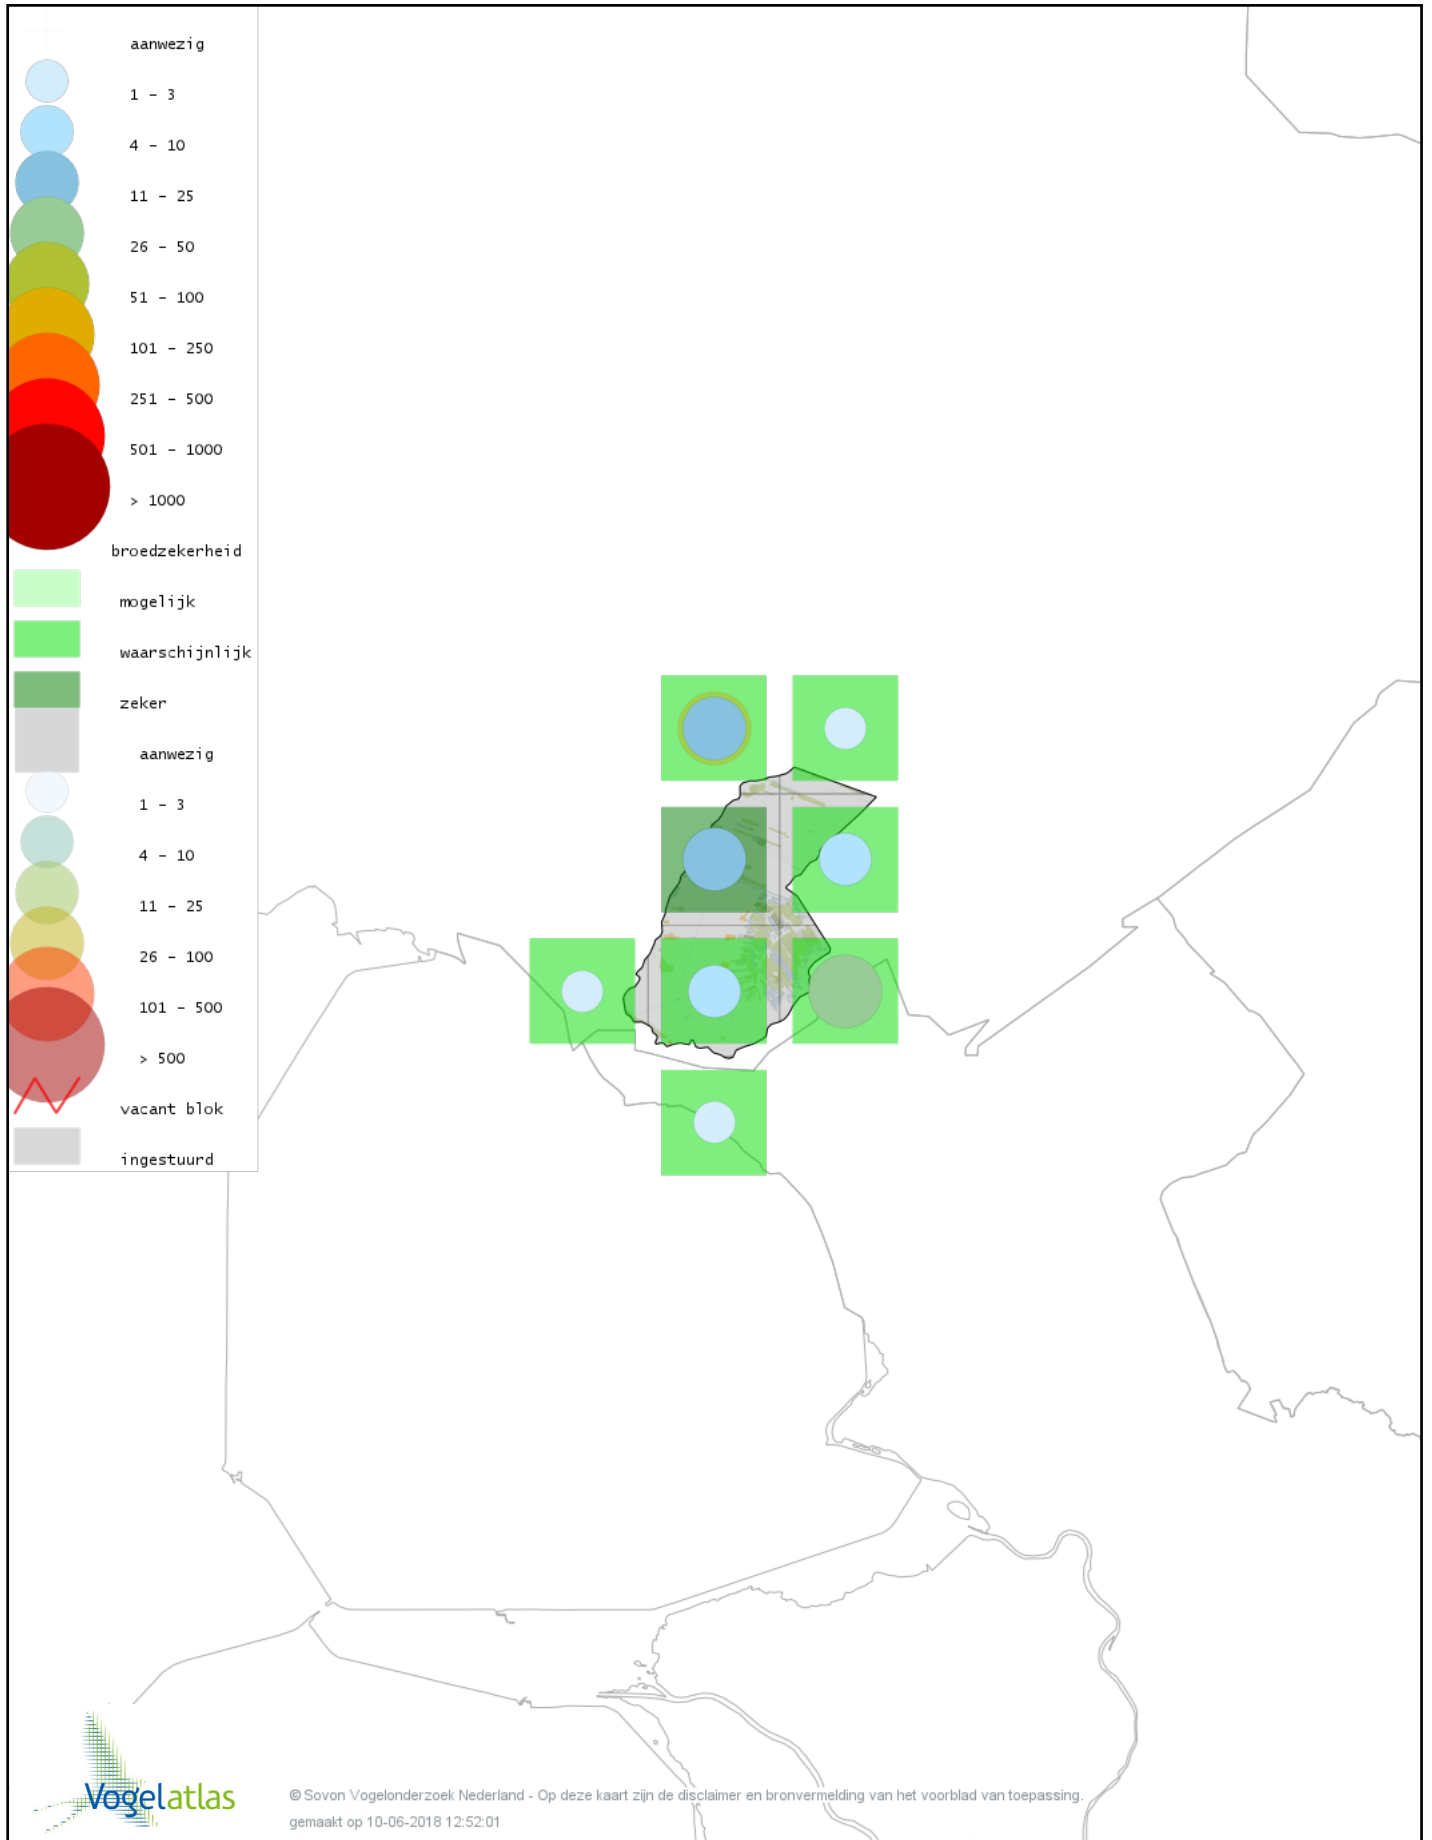 aanwezig
1 - 3
4 - 10
11 - 25
26 - 50
51 - 100
101 - 250
251 - 500
501 - 1000
> 1000
broedzekerheid
mogelijk
waarschijnlijk
zeker
aanwezig
1 - 3
4 - 10
11 - 25
26 - 100
101 - 500
> 500
vacant blok
ingestuurd
Vogelatlas
© Sovon Vogelonderzoek Nederland - Op deze kaart zijn de disclaimer en bronvermelding van het voorblad van toepassing.
gemaakt op 10-06-2018 12:52:01